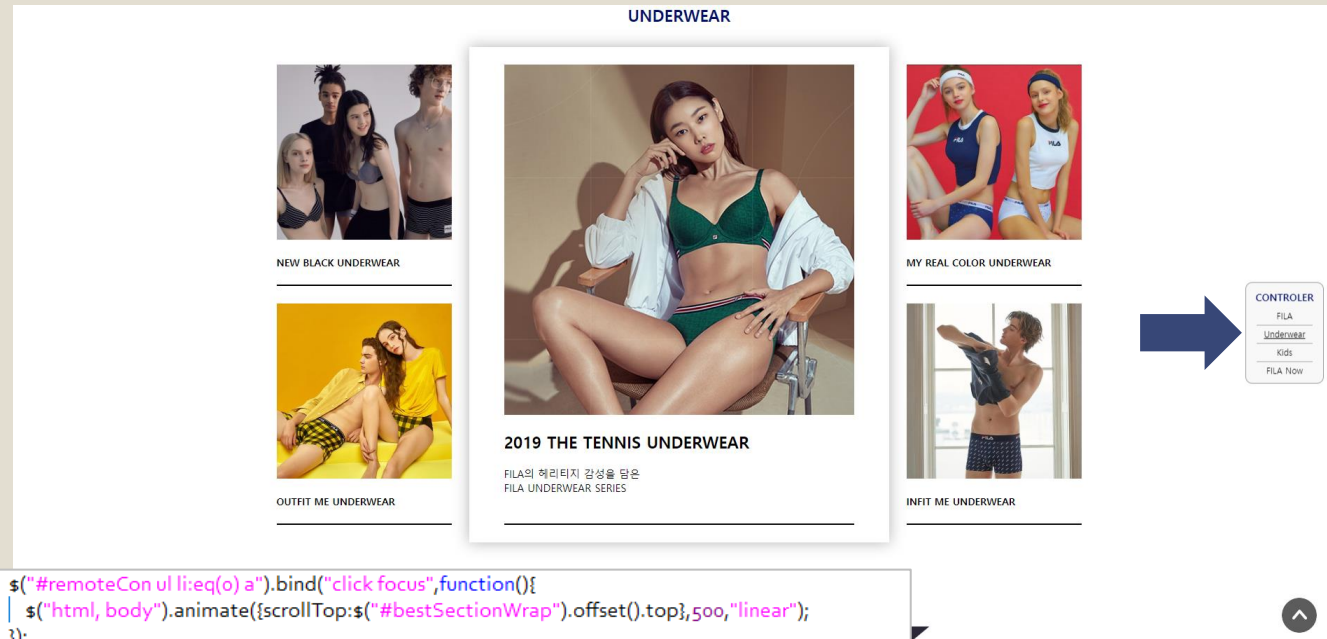 UNDERWEAR
NEW BLACK UNDERWEAR
OUTFIT ME UNDERWEAR
2019 THE TENNIS UNDERWEAR
FILA의 헤리티지 감성을 담은
FILA UNDERWEAR SERIES
MY REAL COLOR UNDERWEAR
INFIT ME UNDERWEAR
CONTROLER
FILA
Underwear
Kids
FILA Now
$("#remoteCon ul li:eq(0) a").bind("click focus",function(){
$("html, body").animate({scrollTop:$("#bestSectionWrap").offset().top},500,"linear");
});